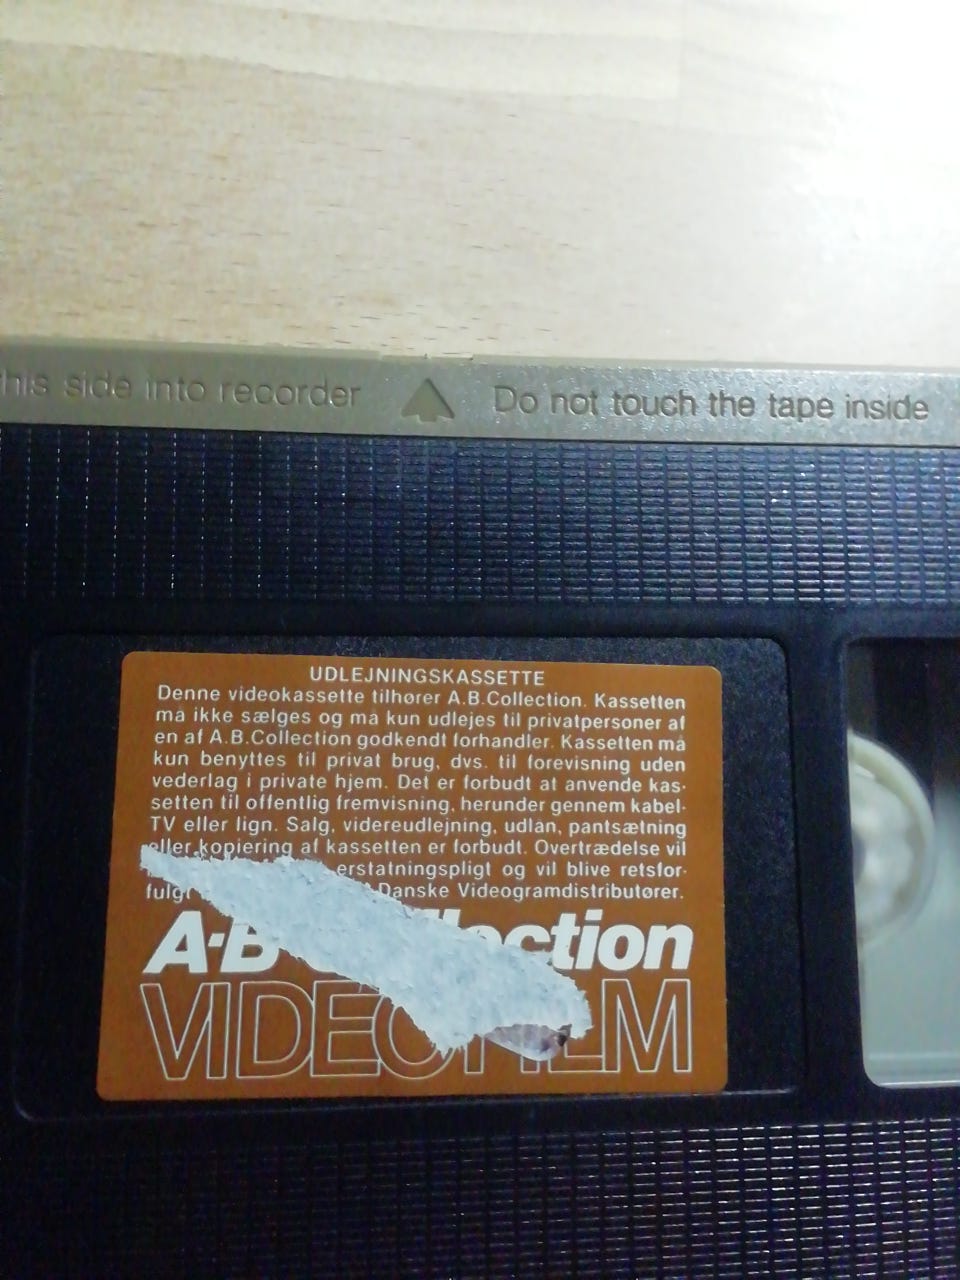 his side into recorder Do not touch the tape inside
UDLEJNINGSKASSETTE
Denne videokassette tilhører A.B.Collection. Kassetten
må ikke sælges og må kun udlejes til privatpersoner af
en af A.B.Collection godkendt forhandler. Kassetten må
kun benyttes til privat brug, dvs. til forevisning uden
vederlag i private hjem. Det er forbudt at anvende kas-
setten til offentlig fremvisning, herunder gennem kabel-
TV eller lign. Salg, videreudlejning, udlån, pantsætning
eller kopiering af kassetten er forbudt. Overtrædelse vil
erstatningspligt og vil blive retsfor-
fulgt Danske Videogramdistributører.
A-B Collection
VIDEOFILM